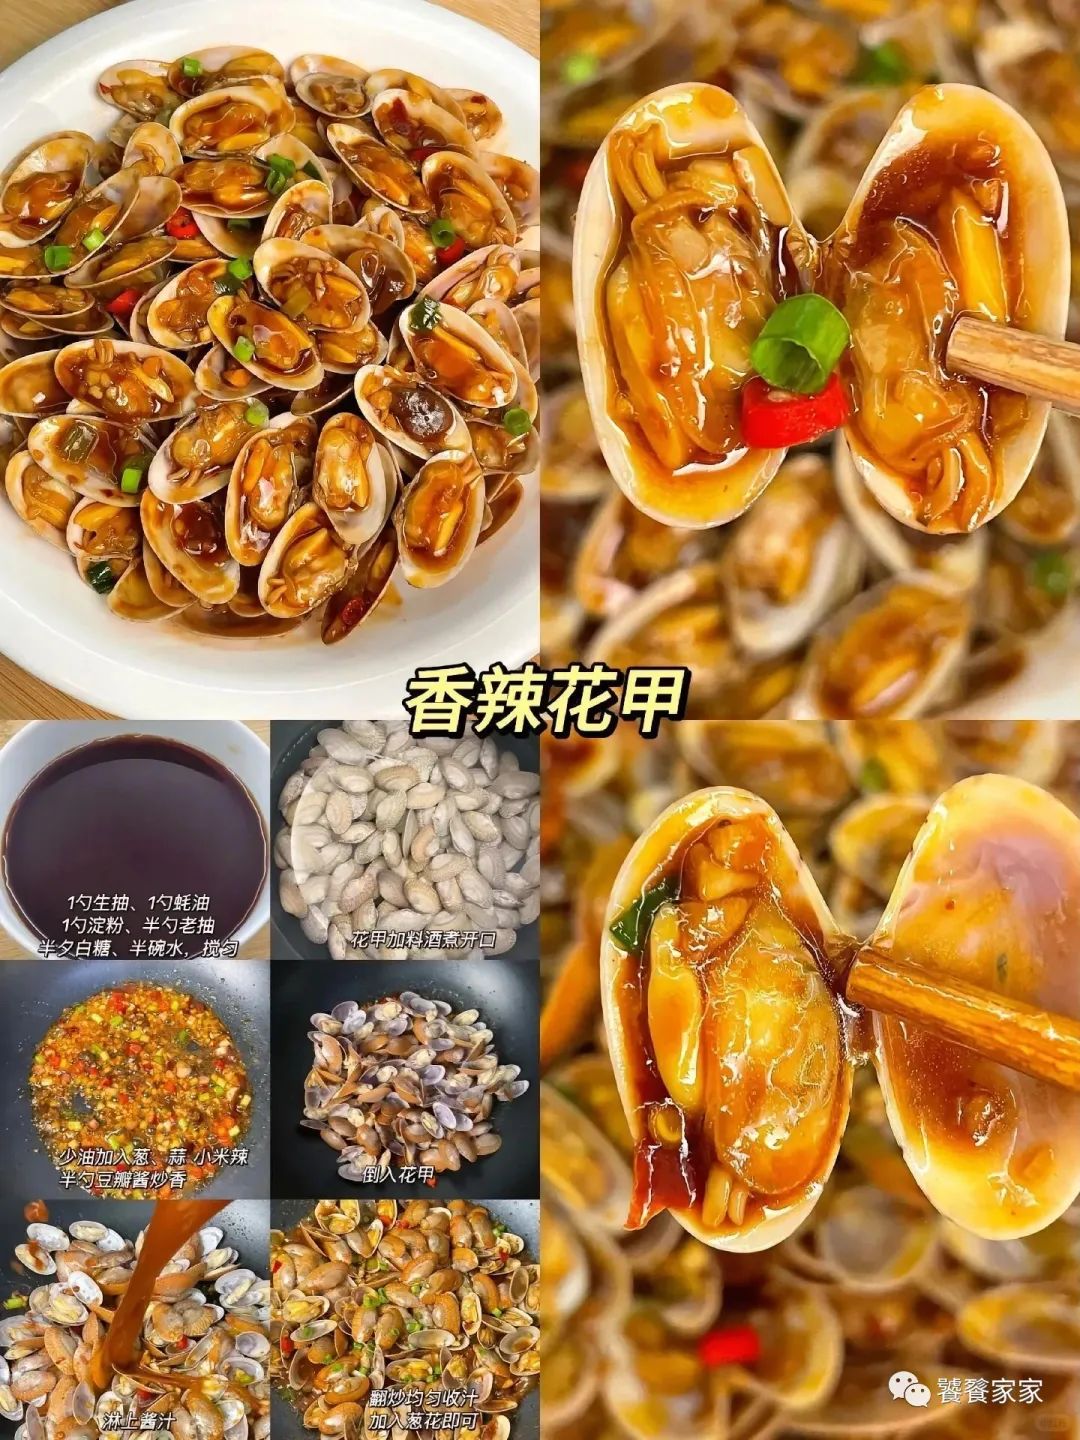 香辣花甲
1勺生抽、1勺蚝油
1勺淀粉、半勺老抽
半夕白糖、半碗水，搅匀
花甲加料酒煮开口
少油加入葱、蒜 小米辣
半勺豆瓣酱炒香
倒入花甲
淋上酱汁
翻炒均匀收汁
加入葱花即可
饕餮家家